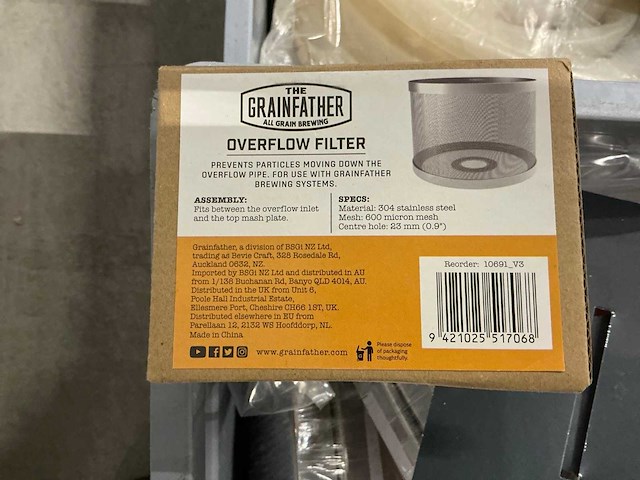 THE
GRAINFATHER
ALL GRAIN BREWING
OVERFLOW FILTER
PREVENTS PARTICLES MOVING DOWN THE
OVERFLOW PIPE. FOR USE WITH GRAINFATHER
BREWING SYSTEMS.
ASSEMBLY:
Fits between the overflow inlet
and the top mash plate.
SPECS:
Material: 304 stainless steel
Mesh: 600 micron mesh
Centre hole: 23 mm (0.9")
Grainfather, a division of BSGi NZ Ltd,
trading as Bevie Craft, 328 Rosedale Rd,
Auckland 0632, NZ.
Imported by BSGi NZ Ltd and distributed in AU
from 1/138 Buchanan Rd, Banyo QLD 4014, AU.
Distributed in the UK from Unit 6,
Poole Hall Industrial Estate,
Ellesmere Port, Cheshire CH66 1ST, UK.
Distributed elsewhere in EU from
Parellaan 12, 2132 WS Hoofddorp, NL.
Made in China
www.grainfather.com
Please dispose
of packaging
thoughtfully.
Reorder: 10691_V3
9 421025 517068